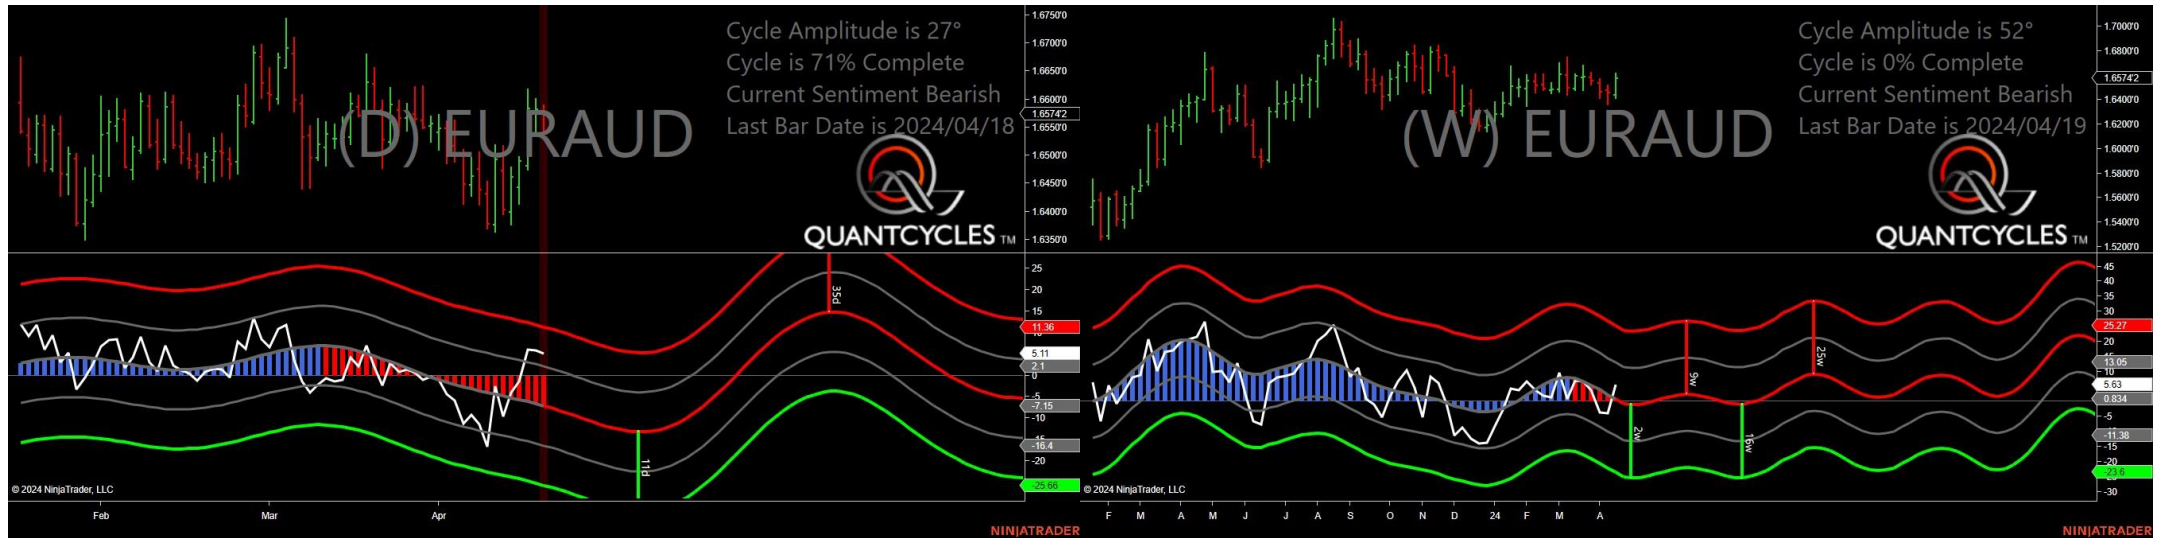 Cycle Amplitude is 27°
Cycle is 71% Complete
Current Sentiment Bearish
Last Bar Date is 2024/04/18
(D) EURAUD
QUANTCYCLES TM
1.6750'0
1.6700'0
1.6650'0
1.6600'0
1.6574'2
1.6550'0
1.6500'0
1.6450'0
1.6400'0
1.6350'0
25
20
15
11.36
5.11
2.1
0
-5
-7.15
-16.4
-20
-25.66
35d
11d
© 2024 NinjaTrader, LLC
Feb Mar Apr
NINJATRADER
Cycle Amplitude is 52°
Cycle is 0% Complete
Current Sentiment Bearish
Last Bar Date is 2024/04/19
(W) EURAUD
QUANTCYCLES TM
1.7000'0
1.6800'0
1.6574'2
1.6400'0
1.6200'0
1.6000'0
1.5800'0
1.5600'0
1.5400'0
1.5200'0
45
40
35
30
25.27
20
13.05
10
5.63
0.834
-5
-11.38
-15
-23.6
-30
9w
25w
2w
16w
© 2024 NinjaTrader, LLC
F M A M J J A S O N D 24 F M A
NINJATRADER